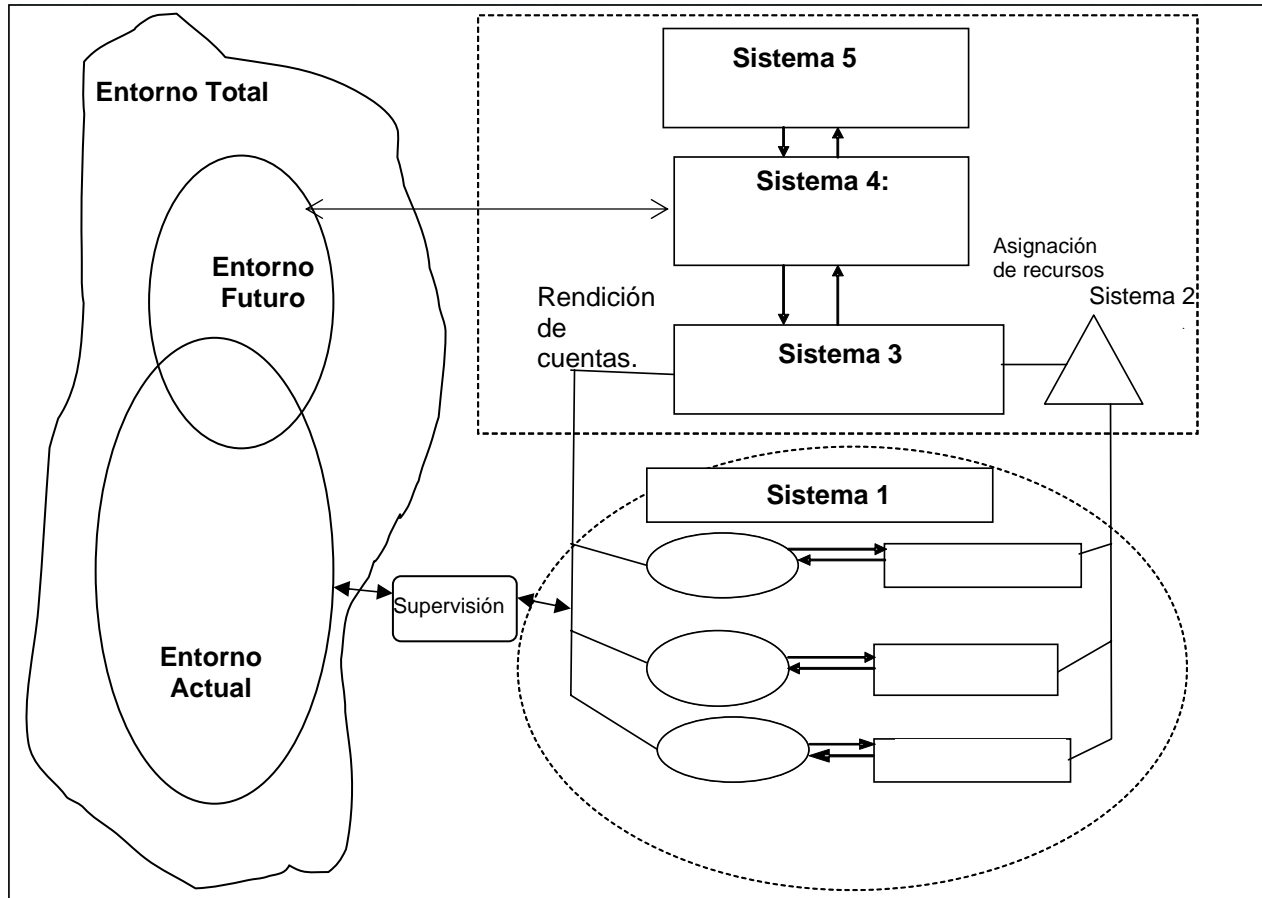 Sistema 5
Entorno Total
Sistema 4:
Asignación
de recursos
Entorno
Futuro
Rendición
de
cuentas.
Sistema 2
Sistema 3
Sistema 1
Supervisión
Entorno
Actual